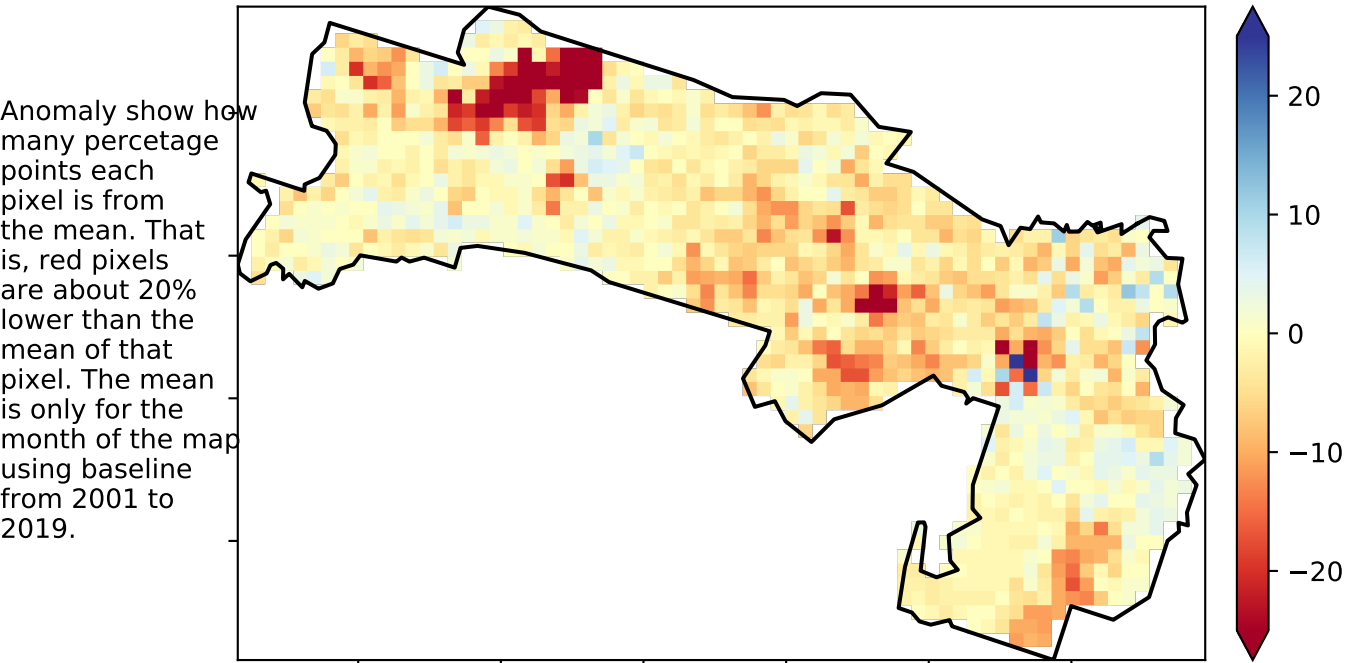 Anomaly show how
many percetage
points each
pixel is from
the mean. That
is, red pixels
are about 20%
lower than the
mean of that
pixel. The mean
is only for the
month of the map
using baseline
from 2001 to
2019.
20
10
0
−10
−20